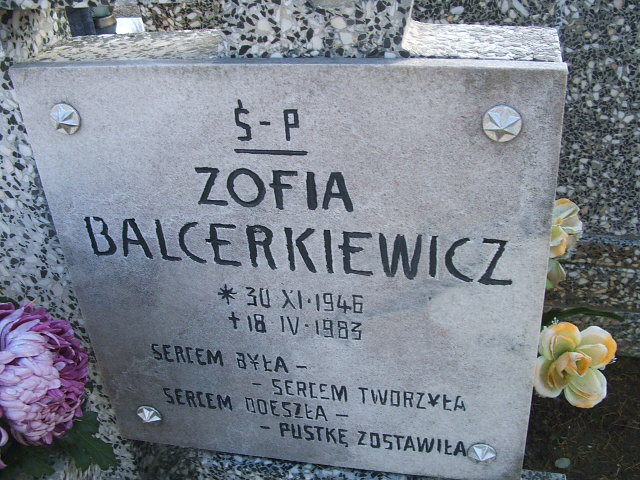 Ś-P
ZOFIA
BALCERKIEWICZ
* 30 XI·1946
† 18 IV·1983
SERCEM BYŁA -
- SERCEM TWORZYŁA
SERCEM ODESZŁA -
- PUSTKĘ ZOSTAWIŁA